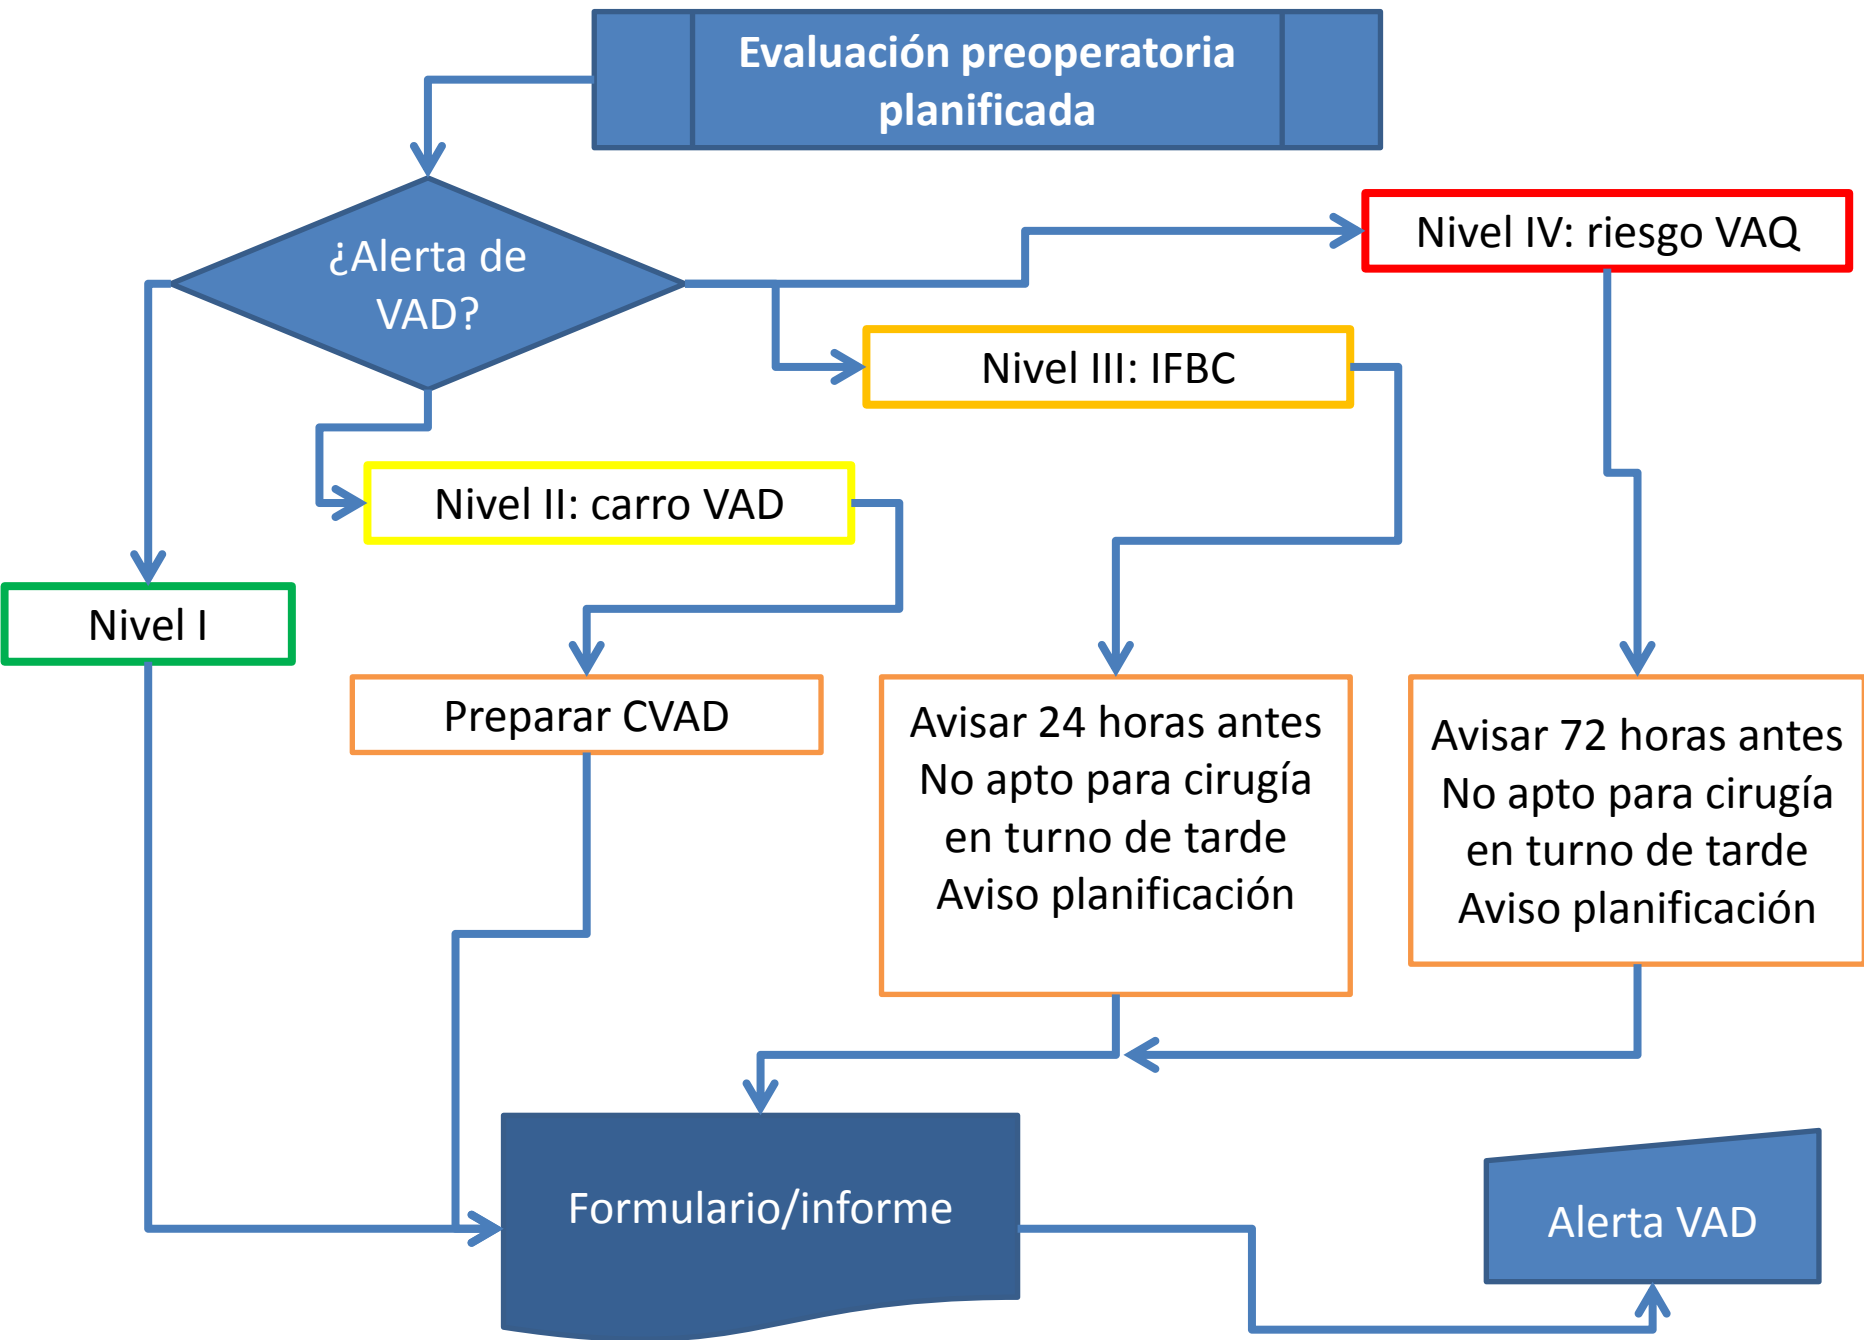 Evaluación preoperatoria
planificada
¿Alerta de
VAD?
Nivel IV: riesgo VAQ
Nivel III: IFBC
Nivel II: carro VAD
Nivel I
Preparar CVAD
Avisar 24 horas antes
No apto para cirugía
en turno de tarde
Aviso planificación
Avisar 72 horas antes
No apto para cirugía
en turno de tarde
Aviso planificación
Formulario/informe
Alerta VAD